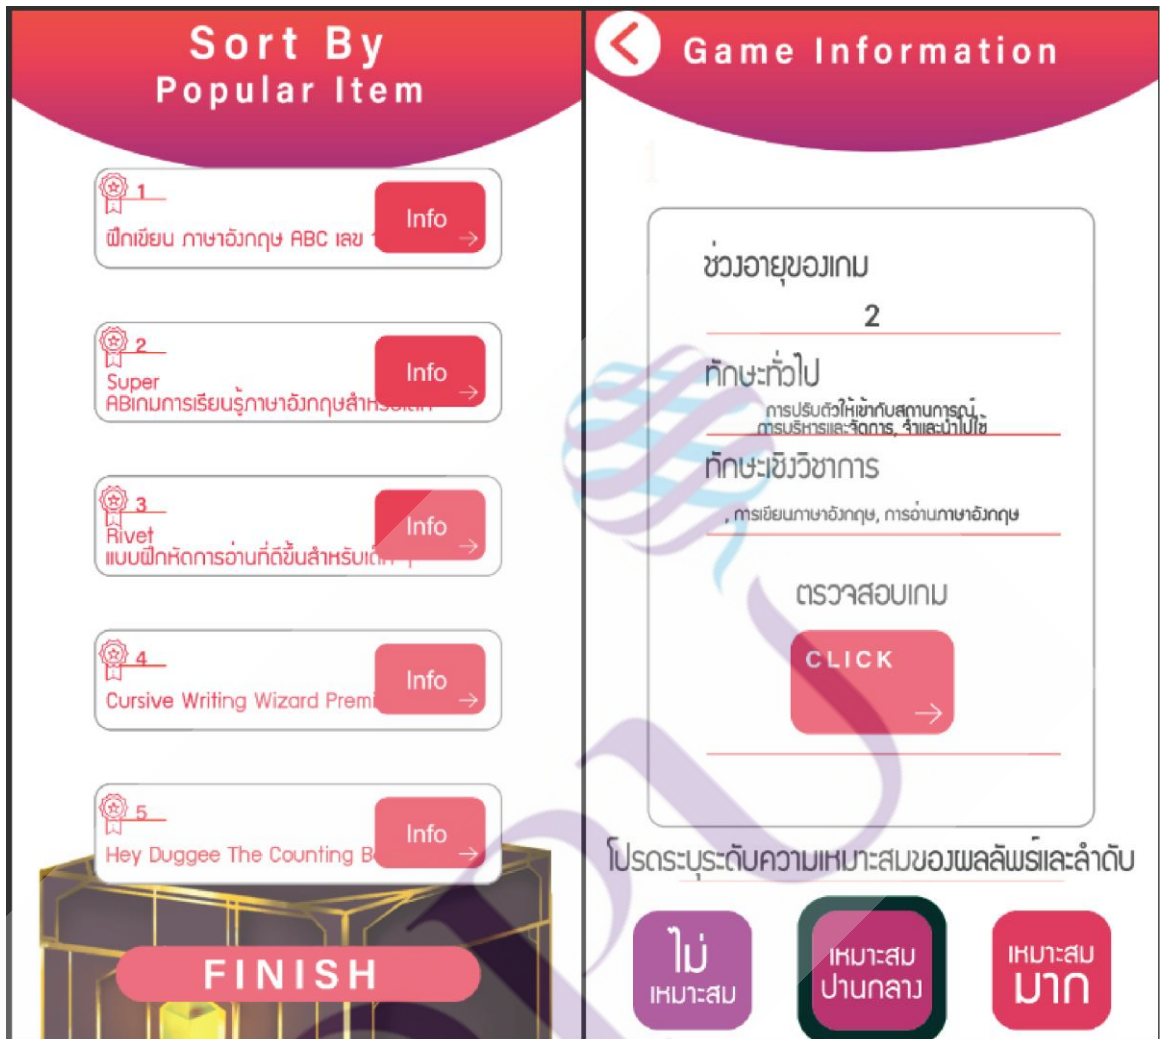 Sort By
Popular Item
1
ฝึกเขียน ภาษาอังกฤษ ABC เลข
Info
2
Super
ABเกมการเรียนรู้ภาษาอังกฤษสำหรับเด็ก
Info
3
Rivet
แบบฝึกหัดการอ่านที่ดีขึ้นสำหรับเด็ก ๆ
Info
4
Cursive Writing Wizard Premi
Info
5
Hey Duggee The Counting B
Info
FINISH
Game Information
ช่วงอายุของเกม
2
ทักษะทั่วไป
การปรับตัวให้เข้ากับสถานการณ์
การบริหารและจัดการ, จำและนำไปใช้
ทักษะเชิงวิชาการ
, การเขียนภาษาอังกฤษ, การอ่านภาษาอังกฤษ
ตรวจสอบเกม
CLICK
โปรดระบุระดับความเหมาะสมของผลลัพธ์และลำดับ
ไม่
เหมาะสม
เหมาะสม
ปานกลาง
เหมาะสม
มาก